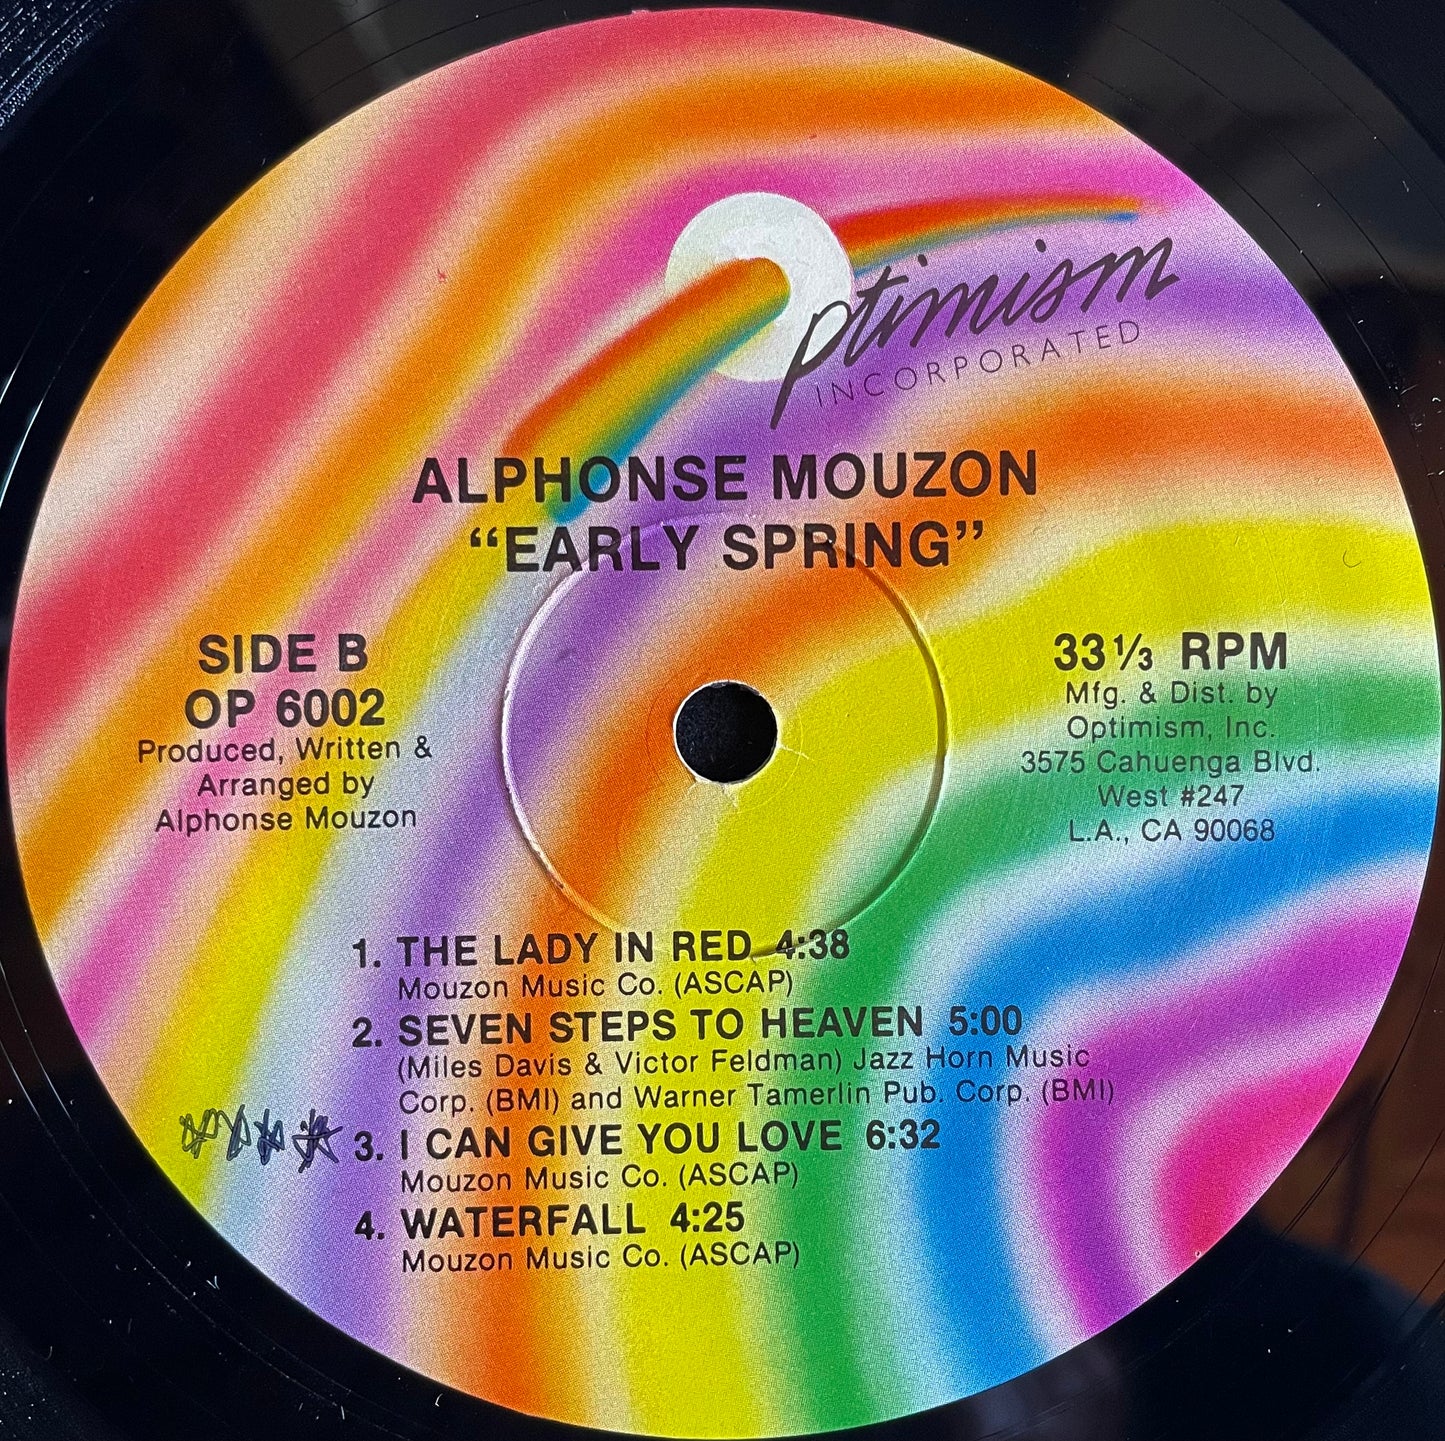 Optimism
INCORPORATED
ALPHONSE MOUZON
“EARLY SPRING”
SIDE B
OP 6002
Produced, Written &
Arranged by
Alphonse Mouzon
33⅓ RPM
Mfg. & Dist. by
Optimism, Inc.
3575 Cahuenga Blvd.
West #247
L.A., CA 90068
1. THE LADY IN RED 4:38
Mouzon Music Co. (ASCAP)
2. SEVEN STEPS TO HEAVEN 5:00
(Miles Davis & Victor Feldman) Jazz Horn Music
Corp. (BMI) and Warner Tamerlin Pub. Corp. (BMI)
3. I CAN GIVE YOU LOVE 6:32
Mouzon Music Co. (ASCAP)
4. WATERFALL 4:25
Mouzon Music Co. (ASCAP)